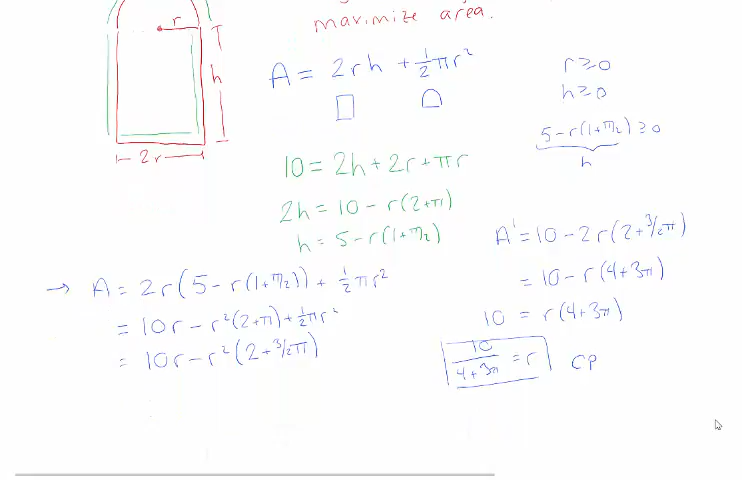 maximize area.
r
h
2r
A = 2rh + ½πr²
10 = 2h + 2r + πr
2h = 10 - r(2+π)
h = 5 - r(1+π/2)
r ≥ 0
h ≥ 0
5 - r(1+π/2) ≥ 0
h
→ A = 2r(5 - r(1+π/2)) + ½πr²
= 10r - r²(2+π) + ½πr²
= 10r - r²(2+3/2π)
A' = 10 - 2r(2+3/2π)
= 10 - r(4+3π)
10 = r(4+3π)
10/(4+3π) = r CP